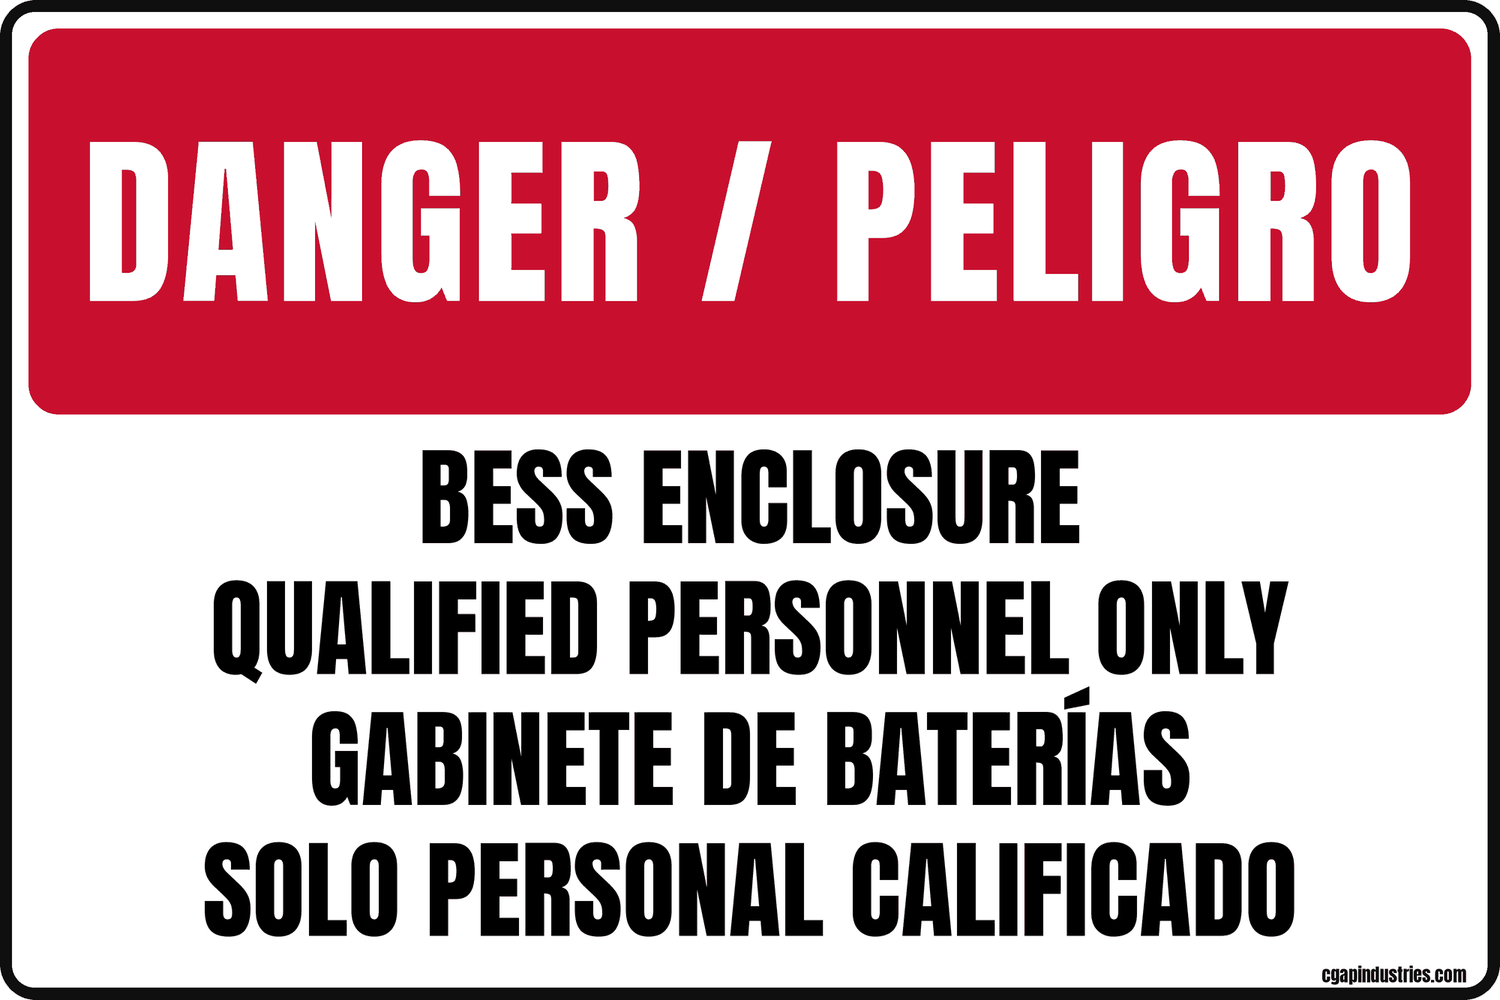 DANGER / PELIGRO
BESS ENCLOSURE
QUALIFIED PERSONNEL ONLY
GABINETE DE BATERÍAS
SOLO PERSONAL CALIFICADO
cgapindustries.com